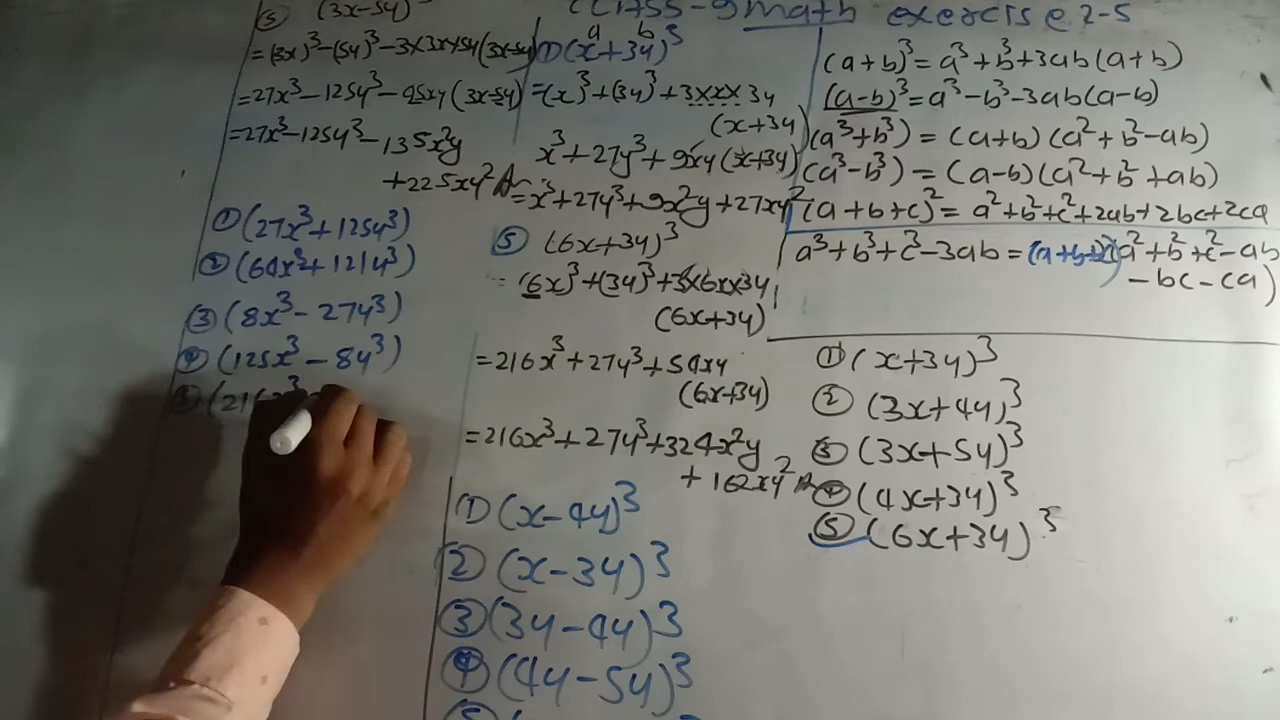 class-9 math exercise 2-5
⑤ (3x-5y)
=(3x)³-(5y)³-3×3x×5y(3x-5y)
=27x³-125y³-45xy(3x-5y)
=27x³-125y³-135x²y
+225xy² Ans
① (27x³+125y³)
② (64x³+121y³)
③ (8x³-27y³)
④ (125x³-8y³)
⑤ (216x³
a b
① (x+3y)³
=(x)³+(3y)³+3×x×3y
(x+3y)
x³+27y³+9xy(x+3y)
=x³+27y³+9x²y+27xy²
⑤ (6x+3y)³
=(6x)³+(3y)³+3×6x×3y
(6x+3y)
=216x³+27y³+54xy
(6x+3y)
=216x³+27y³+324x²y
+162xy² A
① (x-4y)³
② (x-3y)³
③ (3y-4y)³
④ (4y-5y)³
(a+b)³=a³+b³+3ab(a+b)
(a-b)³=a³-b³-3ab(a-b)
(a³+b³)=(a+b)(a²+b²-ab)
(a³-b³)=(a-b)(a²+b²+ab)
(a+b+c)²=a²+b²+c²+2ab+2bc+2ca
a³+b³+c³-3ab=(a+b+c)(a²+b²+c²-ab
-bc-ca)
① (x+3y)³
② (3x+4y)³
③ (3x+5y)³
④ (4x+3y)³
⑤ (6x+3y)³